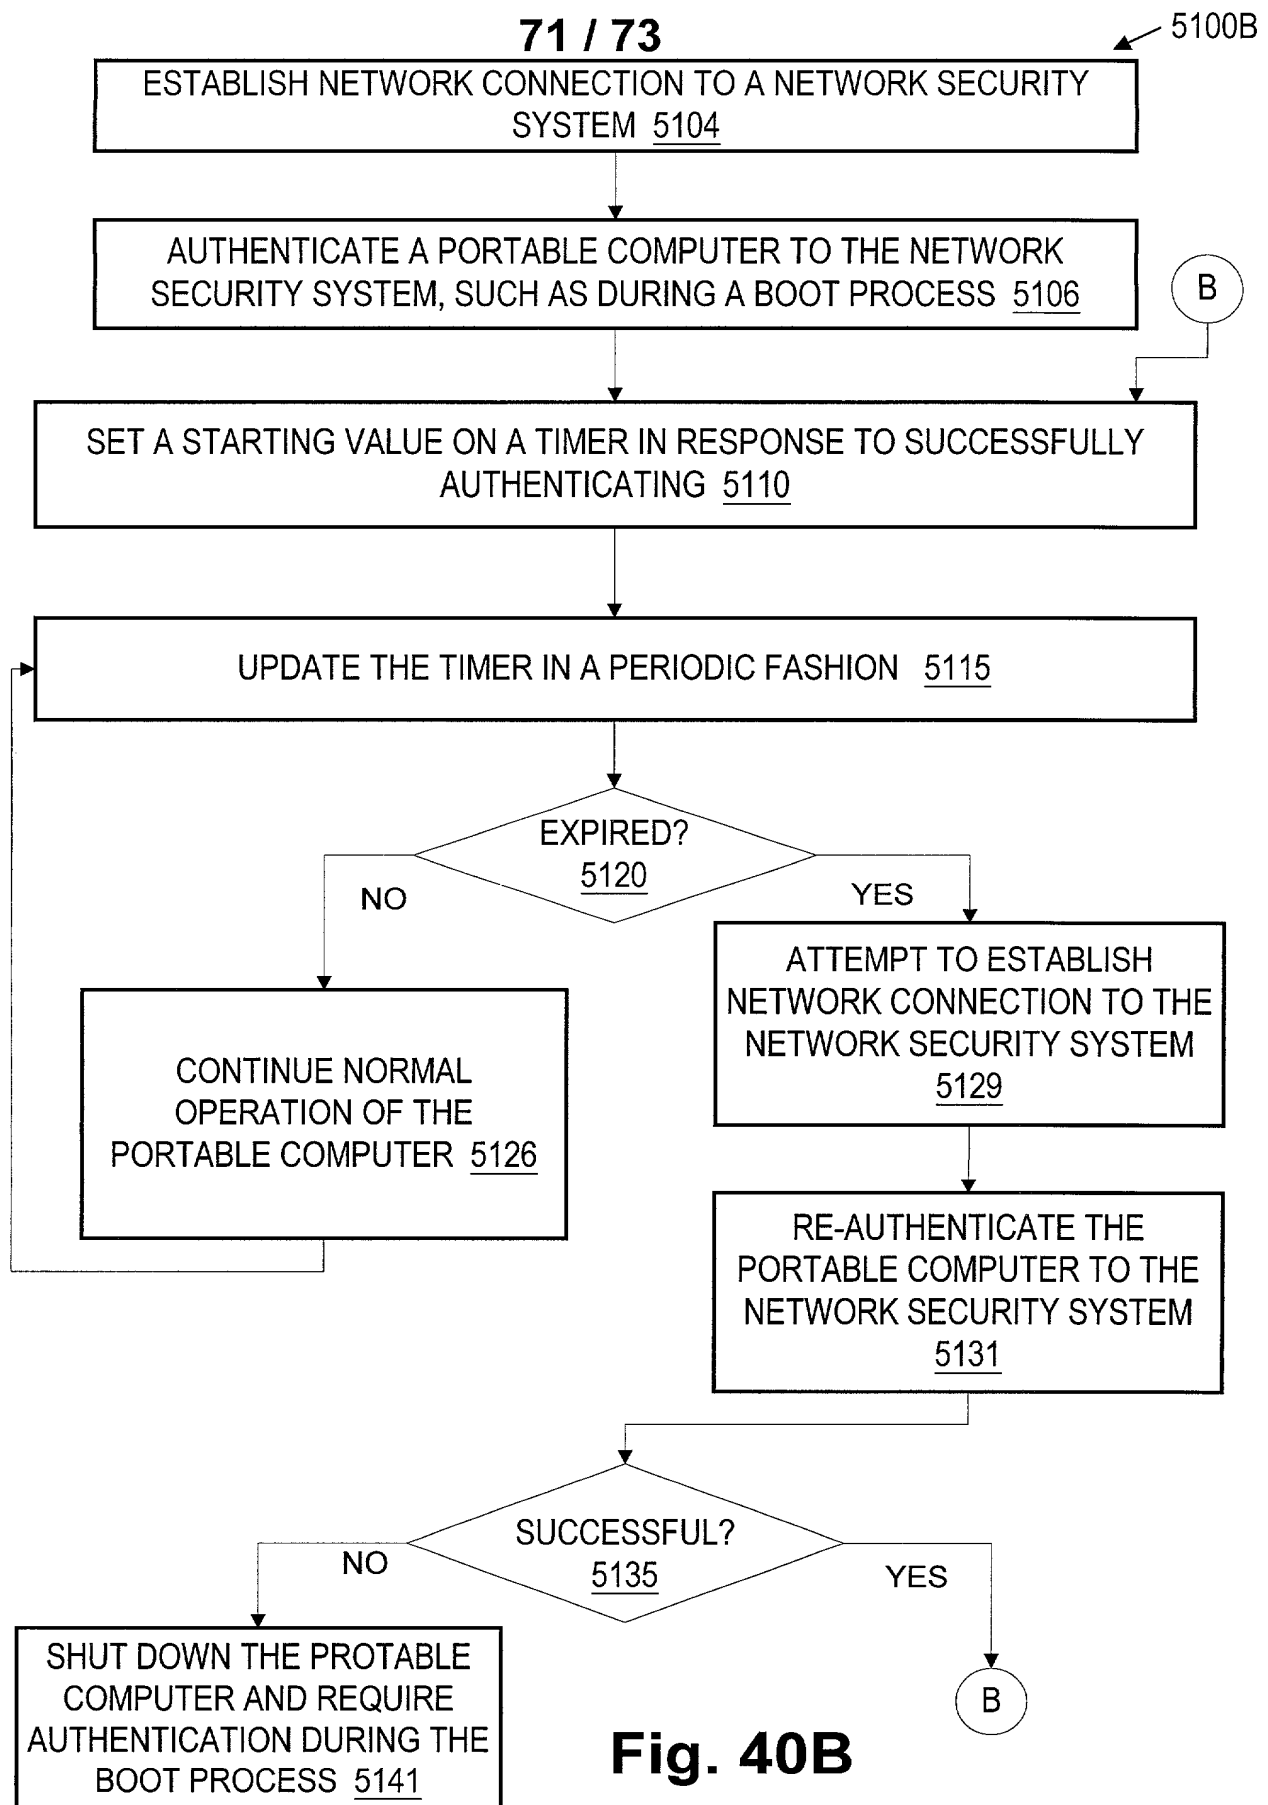 71 / 73
5100B
ESTABLISH NETWORK CONNECTION TO A NETWORK SECURITY
SYSTEM 5104
AUTHENTICATE A PORTABLE COMPUTER TO THE NETWORK
SECURITY SYSTEM, SUCH AS DURING A BOOT PROCESS 5106
B
SET A STARTING VALUE ON A TIMER IN RESPONSE TO SUCCESSFULLY
AUTHENTICATING 5110
UPDATE THE TIMER IN A PERIODIC FASHION 5115
EXPIRED?
5120
NO
YES
CONTINUE NORMAL
OPERATION OF THE
PORTABLE COMPUTER 5126
ATTEMPT TO ESTABLISH
NETWORK CONNECTION TO THE
NETWORK SECURITY SYSTEM
5129
RE-AUTHENTICATE THE
PORTABLE COMPUTER TO THE
NETWORK SECURITY SYSTEM
5131
SUCCESSFUL?
5135
NO
YES
SHUT DOWN THE PROTABLE
COMPUTER AND REQUIRE
AUTHENTICATION DURING THE
BOOT PROCESS 5141
B
Fig. 40B